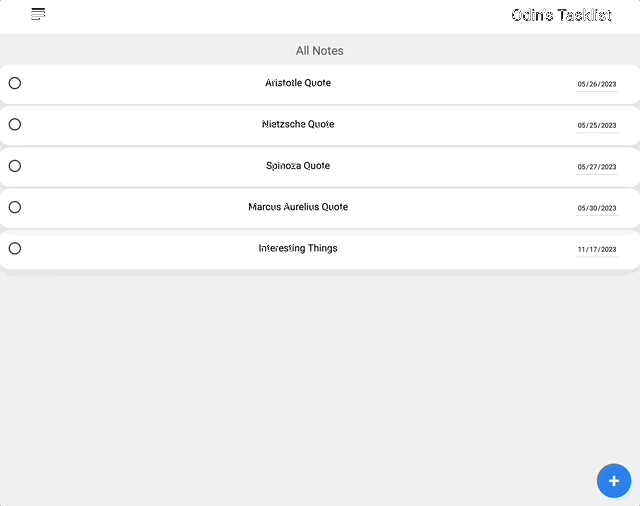 Odin's Tasklist
All Notes
Aristotle Quote 05/26/2023
Nietzsche Quote 05/25/2023
Spinoza Quote 05/27/2023
Marcus Aurelius Quote 05/30/2023
Interesting Things 11/17/2023
+